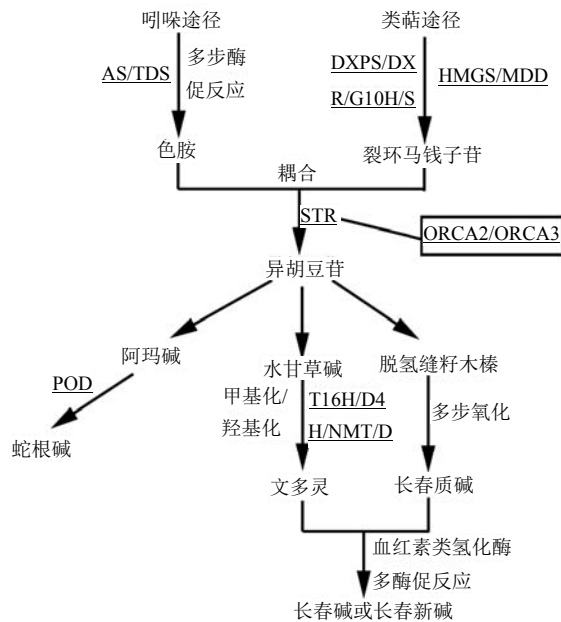 吲哚途径
类萜途径
AS/TDS
多步酶
促反应
DXPS/DX
R/G10H/S
HMGS/MDD
色胺
裂环马钱子苷
耦合
STR
ORCA2/ORCA3
异胡豆苷
阿玛碱
水甘草碱
脱氢缝籽木榛
POD
甲基化/
羟基化
T16H/D4
H/NMT/D
多步氧化
蛇根碱
文多灵
长春质碱
血红素类氢化酶
多酶促反应
长春碱或长春新碱